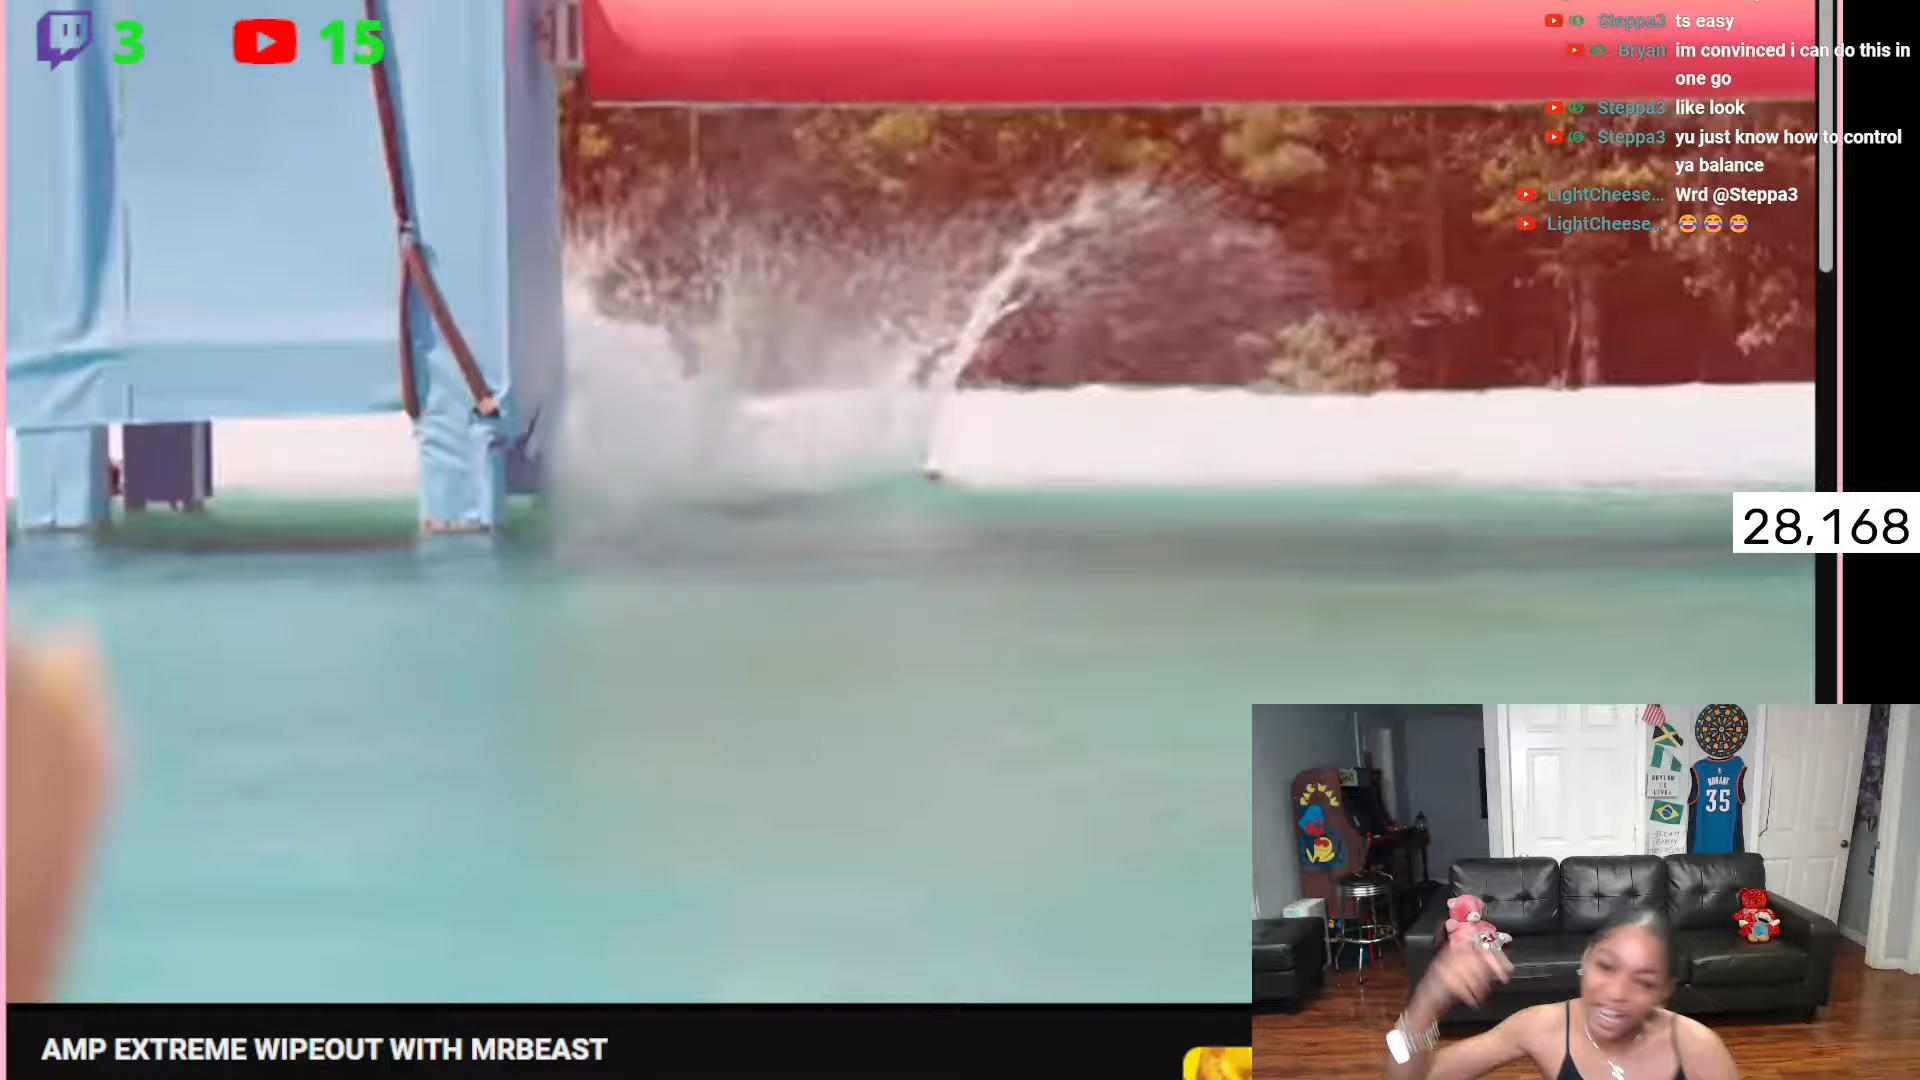 3
15
Steppa3 ts easy
Bryan im convinced i can do this in
one go
Steppa3 like look
Steppa3 yu just know how to control
ya balance
LightCheese... Wrd @Steppa3
LightCheese... 😂😂😂
28,168
35
AMP EXTREME WIPEOUT WITH MRBEAST